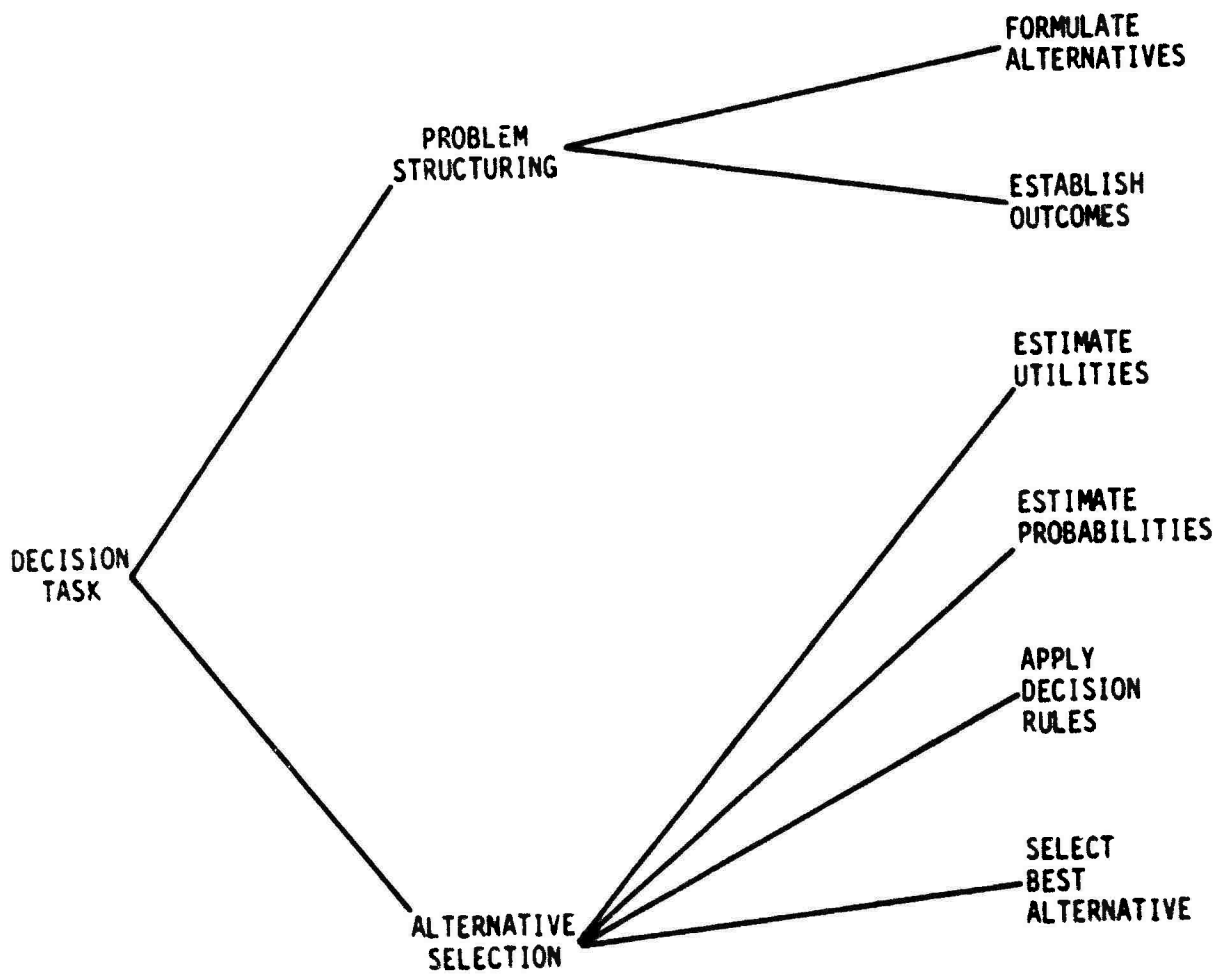 FORMULATE
ALTERNATIVES
PROBLEM
STRUCTURING
ESTABLISH
OUTCOMES
ESTIMATE
UTILITIES
ESTIMATE
PROBABILITIES
DECISION
TASK
APPLY
DECISION
RULES
SELECT
BEST
ALTERNATIVE
ALTERNATIVE
SELECTION